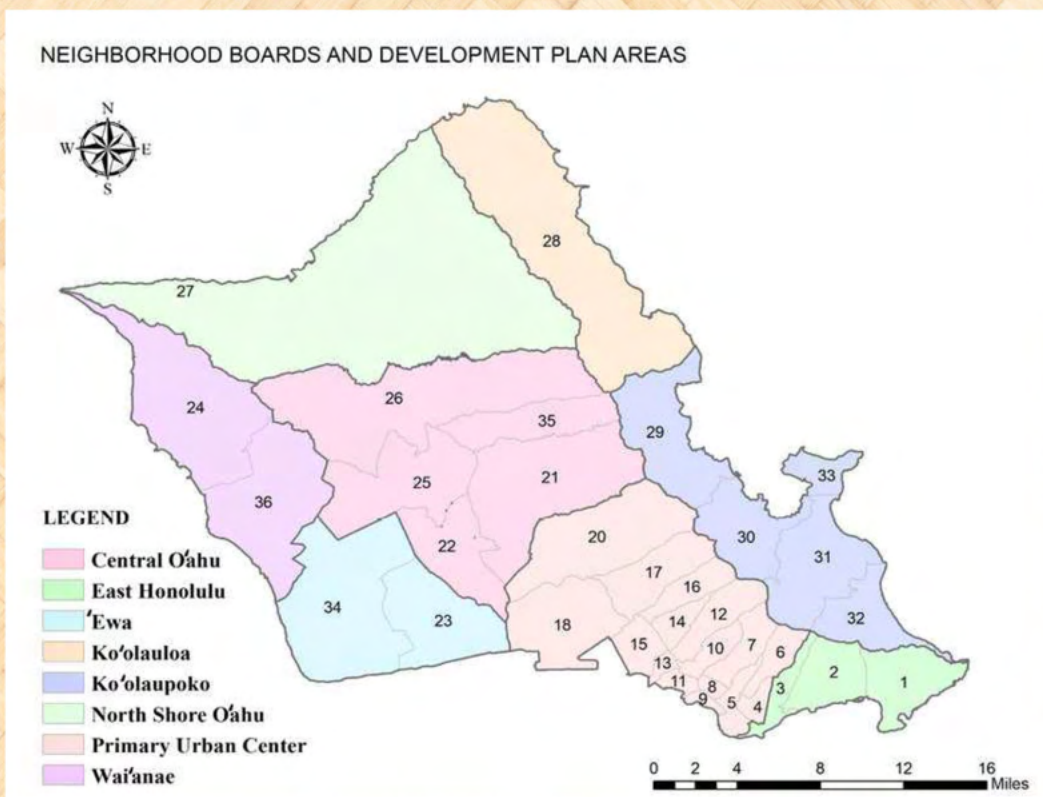 NEIGHBORHOOD BOARDS AND DEVELOPMENT PLAN AREAS
N
W E
S
28
27
24
26
35
29
33
25
21
36
30
31
22
20
17
16
34
23
18
14
12
32
15
10
7
6
13
2
1
11
8
3
9
5
4
LEGEND
Central Oʻahu
East Honolulu
ʻEwa
Koʻolauloa
Koʻolaupoko
North Shore Oʻahu
Primary Urban Center
Waiʻanae
0 2 4 8 12 16
Miles